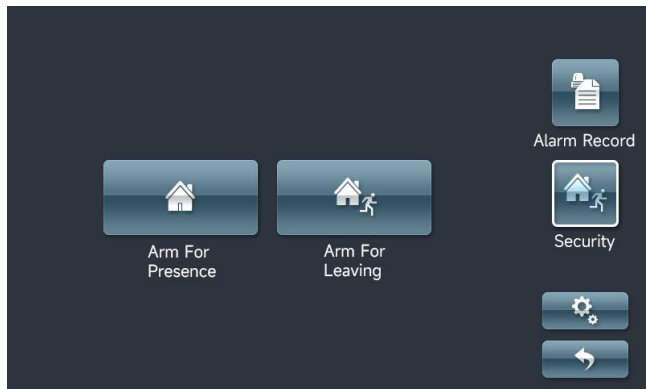 Alarm Record
Arm For
Presence
Arm For
Leaving
Security